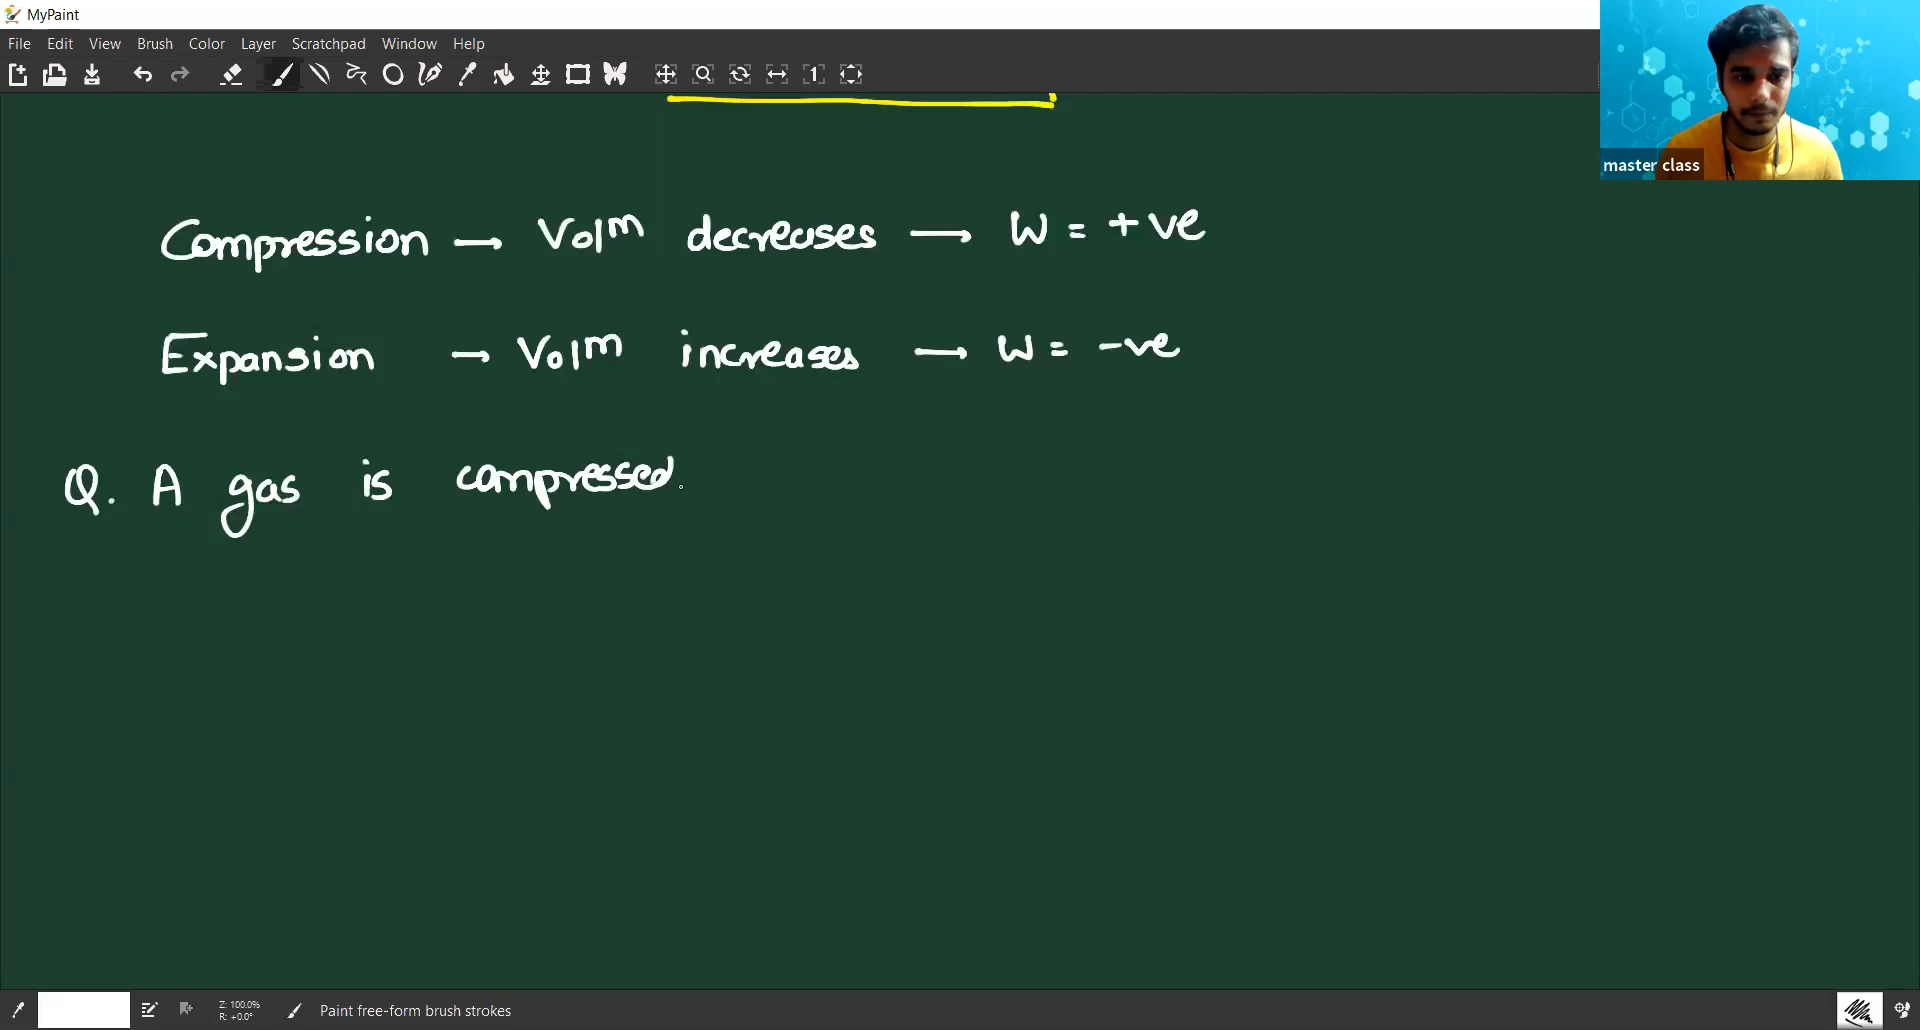 MyPaint
File Edit View Brush Color Layer Scratchpad Window Help
master class
Compression → Volm decreases → W = +ve
Expansion → Volm increases → W = -ve
Q. A gas is compressed.
Z: 100.0%
R: +0.0°
Paint free-form brush strokes